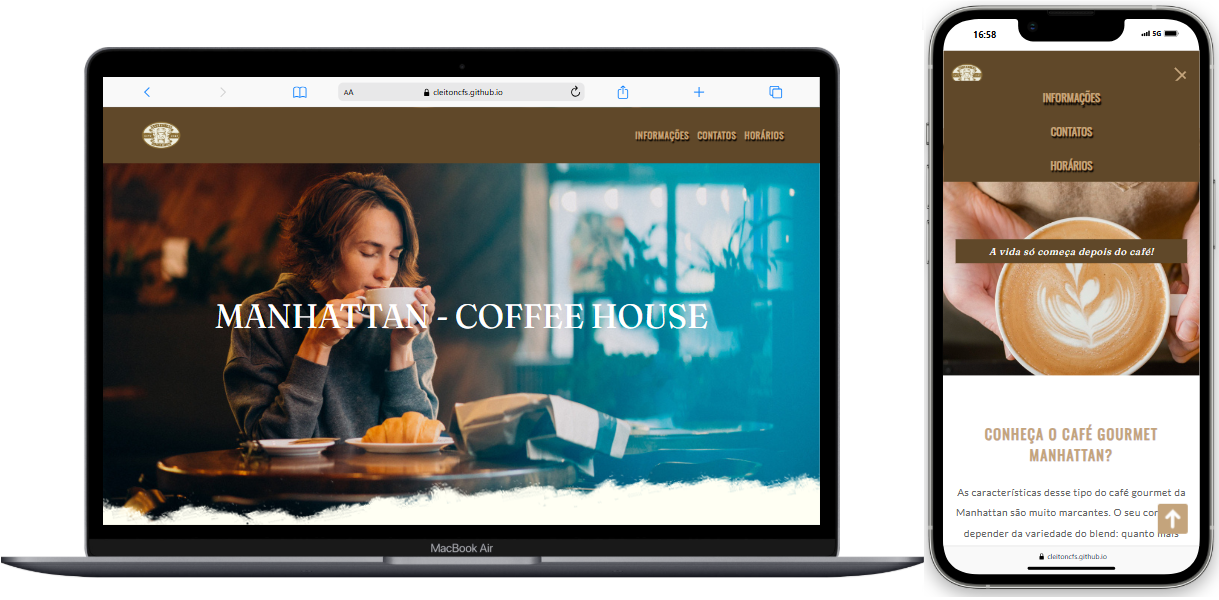 AA
cleitoncfs.github.io
INFORMAÇÕES CONTATOS HORÁRIOS
MANHATTAN - COFFEE HOUSE
MacBook Air
16:58
5G
INFORMAÇÕES
CONTATOS
HORÁRIOS
A vida só começa depois do café!
CONHEÇA O CAFÉ GOURMET
MANHATTAN?
As características desse tipo do café gourmet da
Manhattan são muito marcantes. O seu
depender da variedade do blend: quanto mais
cleitoncfs.github.io